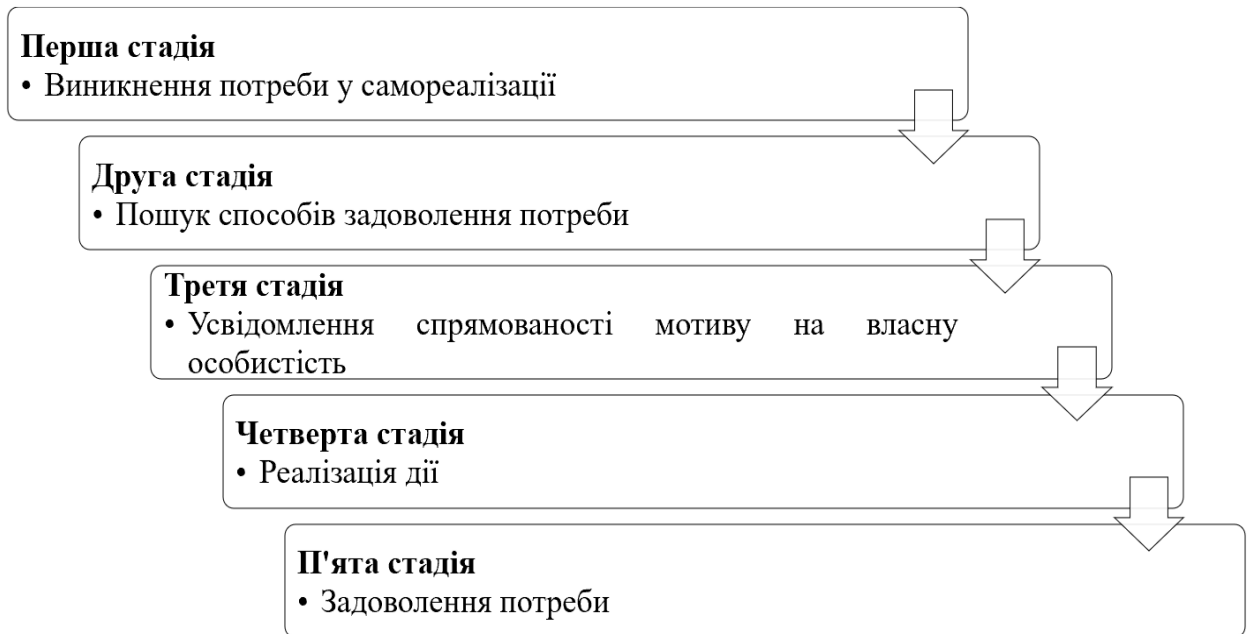 Перша стадія
• Виникнення потреби у самореалізації
Друга стадія
• Пошук способів задоволення потреби
Третя стадія
• Усвідомлення спрямованості мотиву на власну
особистість
Четверта стадія
• Реалізація дії
П'ята стадія
• Задоволення потреби